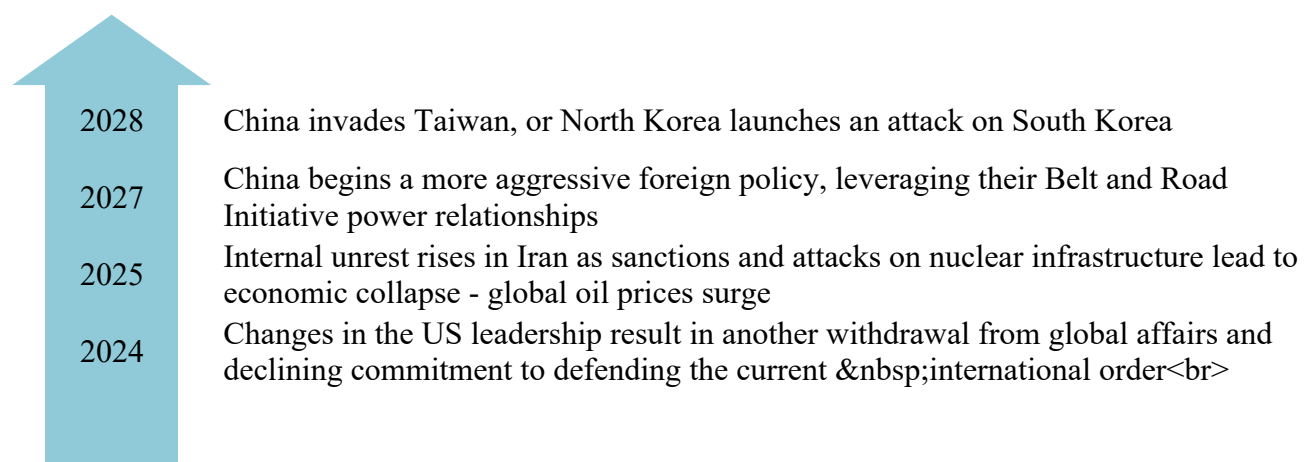 2028
China invades Taiwan, or North Korea launches an attack on South Korea
2027
China begins a more aggressive foreign policy, leveraging their Belt and Road
Initiative power relationships
2025
Internal unrest rises in Iran as sanctions and attacks on nuclear infrastructure lead to
economic collapse - global oil prices surge
2024
Changes in the US leadership result in another withdrawal from global affairs and
declining commitment to defending the current &nbsp;international order<br>